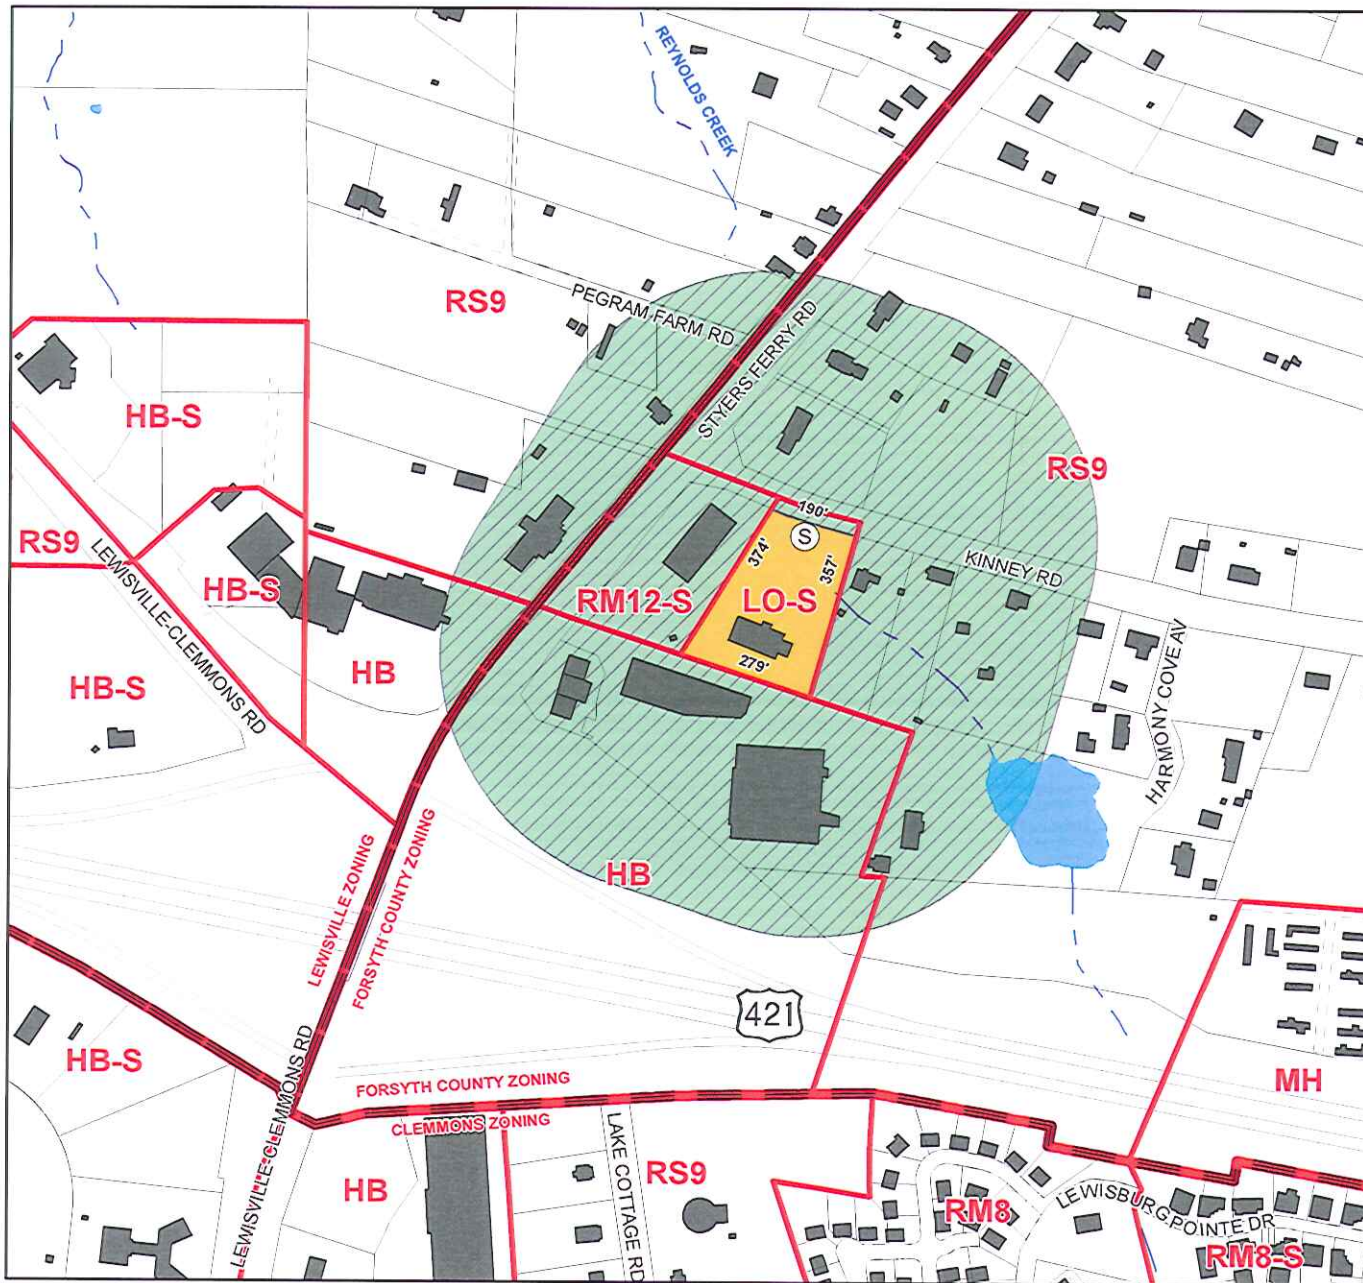 REYNOLDS CREEK
RS9
PEGRAM FARM RD
STYERS FERRY RD
HB-S
RS9
190'
S
RS9
LEWISVILLE-CLEMMONS RD
HB-S
374'
357'
KINNEY RD
RM12-S
LO-S
HB-S
HB
279'
HARMONY COVE AV
LEWISVILLE ZONING
FORSYTH COUNTY ZONING
HB
421
HB-S
LEWISVILLE-CLEMMONS RD
FORSYTH COUNTY ZONING
CLEMMONS ZONING
MH
HB
LAKE COTTAGE RD
RS9
RM8
LEWISBURG POINTE DR
RM8-S